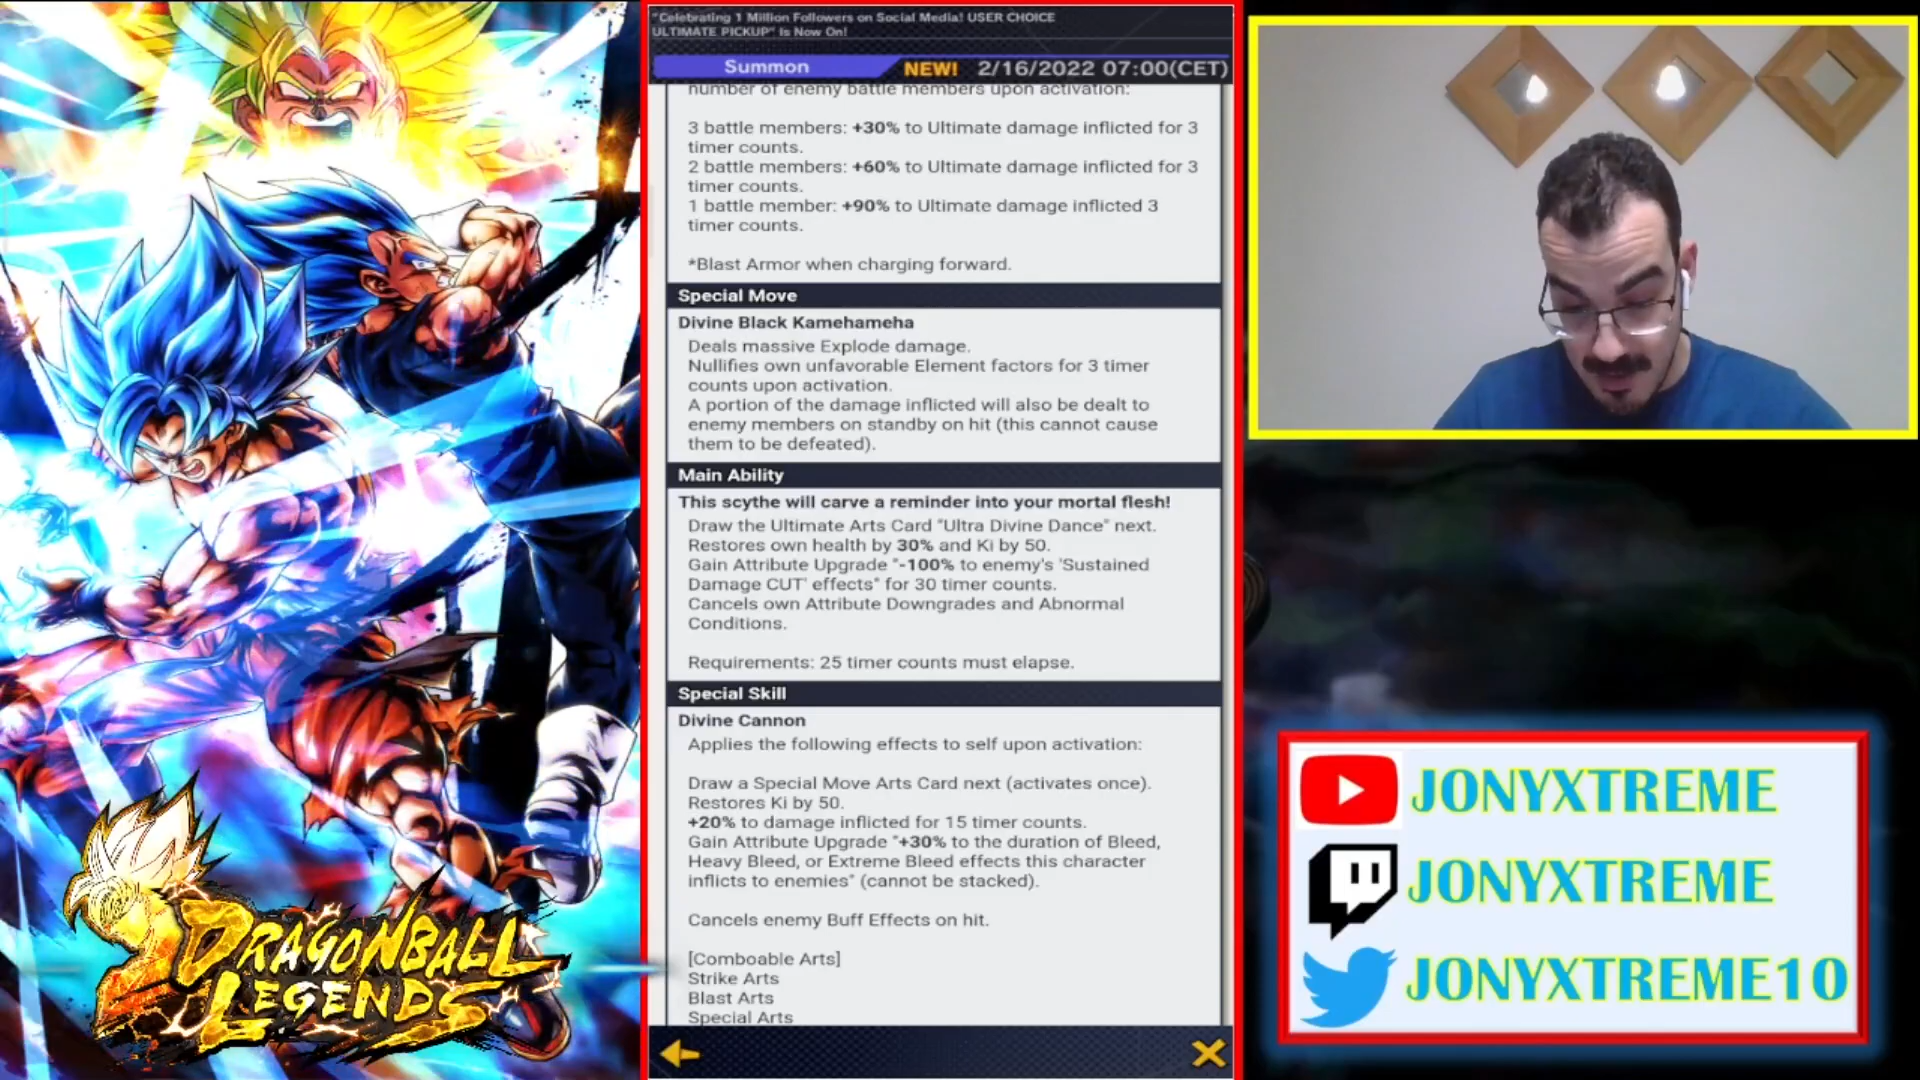 "Celebrating 1 Million Followers on Social Media! USER CHOICE
ULTIMATE PICKUP" Is Now On!
Summon NEW! 2/16/2022 07:00(CET)
number of enemy battle members upon activation:
3 battle members: +30% to Ultimate damage inflicted for 3
timer counts.
2 battle members: +60% to Ultimate damage inflicted for 3
timer counts.
1 battle member: +90% to Ultimate damage inflicted 3
timer counts.
*Blast Armor when charging forward.
Special Move
Divine Black Kamehameha
Deals massive Explode damage.
Nullifies own unfavorable Element factors for 3 timer
counts upon activation.
A portion of the damage inflicted will also be dealt to
enemy members on standby on hit (this cannot cause
them to be defeated).
Main Ability
This scythe will carve a reminder into your mortal flesh!
Draw the Ultimate Arts Card "Ultra Divine Dance" next.
Restores own health by 30% and Ki by 50.
Gain Attribute Upgrade "-100% to enemy's 'Sustained
Damage CUT' effects" for 30 timer counts.
Cancels own Attribute Downgrades and Abnormal
Conditions.
Requirements: 25 timer counts must elapse.
Special Skill
Divine Cannon
Applies the following effects to self upon activation:
Draw a Special Move Arts Card next (activates once).
Restores Ki by 50.
+20% to damage inflicted for 15 timer counts.
Gain Attribute Upgrade "+30% to the duration of Bleed,
Heavy Bleed, or Extreme Bleed effects this character
inflicts to enemies" (cannot be stacked).
Cancels enemy Buff Effects on hit.
[Comboable Arts]
Strike Arts
Blast Arts
Special Arts
DRAGONBALL
LEGENDS
JONYXTREME
JONYXTREME
JONYXTREME10